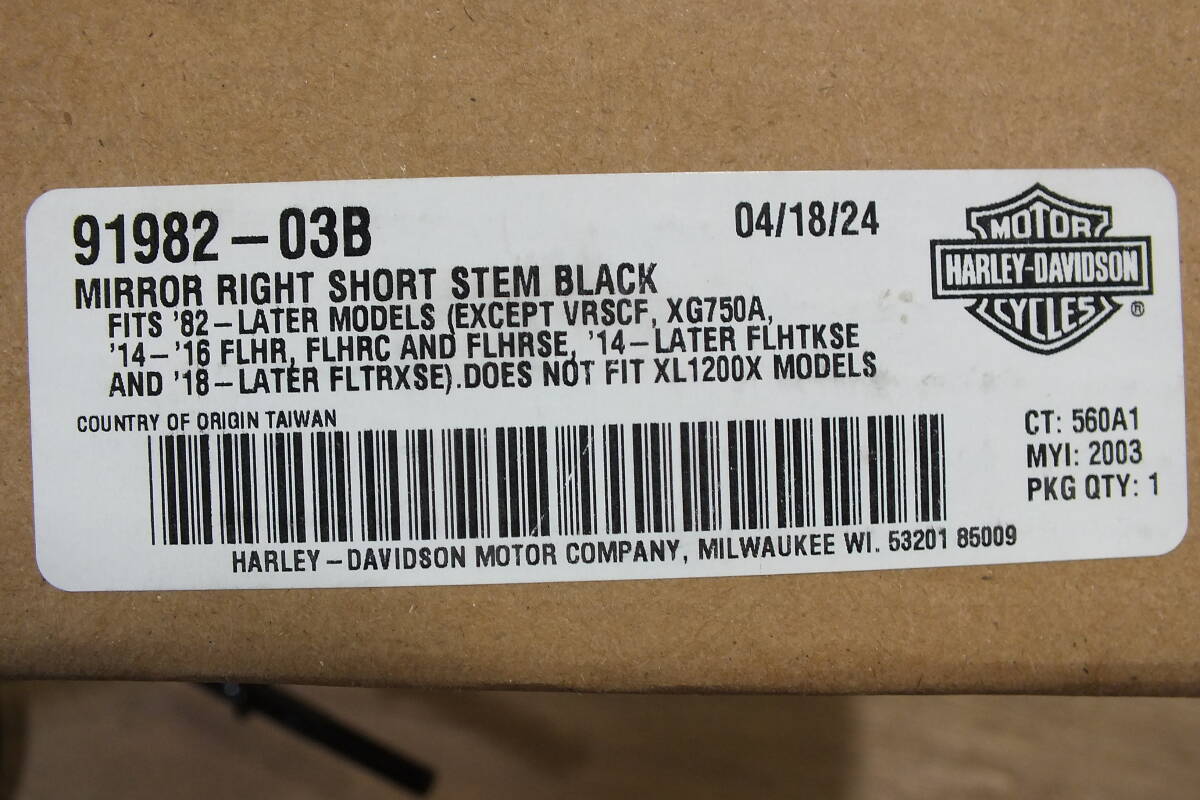 91982-03B
04/18/24
MOTOR
HARLEY-DAVIDSON
CYCLES
®
MIRROR RIGHT SHORT STEM BLACK
FITS '82-LATER MODELS (EXCEPT VRSCF, XG750A,
'14-'16 FLHR, FLHRC AND FLHRSE, '14-LATER FLHTKSE
AND '18-LATER FLTRXSE).DOES NOT FIT XL1200X MODELS
COUNTRY OF ORIGIN TAIWAN
CT: 560A1
MYI: 2003
PKG QTY: 1
HARLEY-DAVIDSON MOTOR COMPANY, MILWAUKEE WI. 53201 85009